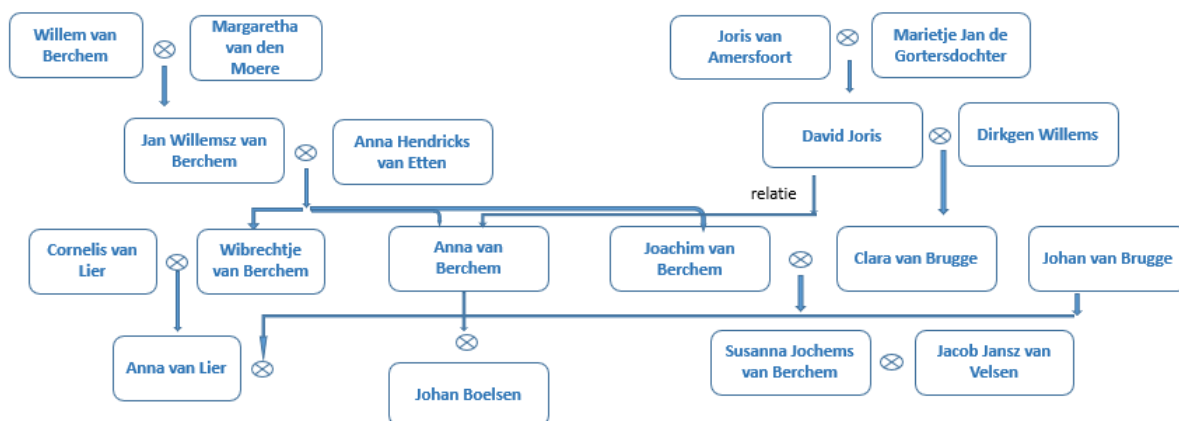 Willem van
Berchem
Margaretha
van den
Moere
Joris van
Amersfoort
Marietje Jan de
Gortersdochter
Jan Willemsz van
Berchem
Anna Hendricks
van Etten
David Joris
Dirkgen Willems
relatie
Cornelis van
Lier
Wibrechtje
van Berchem
Anna van
Berchem
Joachim van
Berchem
Clara van Brugge
Johan van Brugge
Anna van Lier
Johan Boelsen
Susanna Jochems
van Berchem
Jacob Jansz van
Velsen